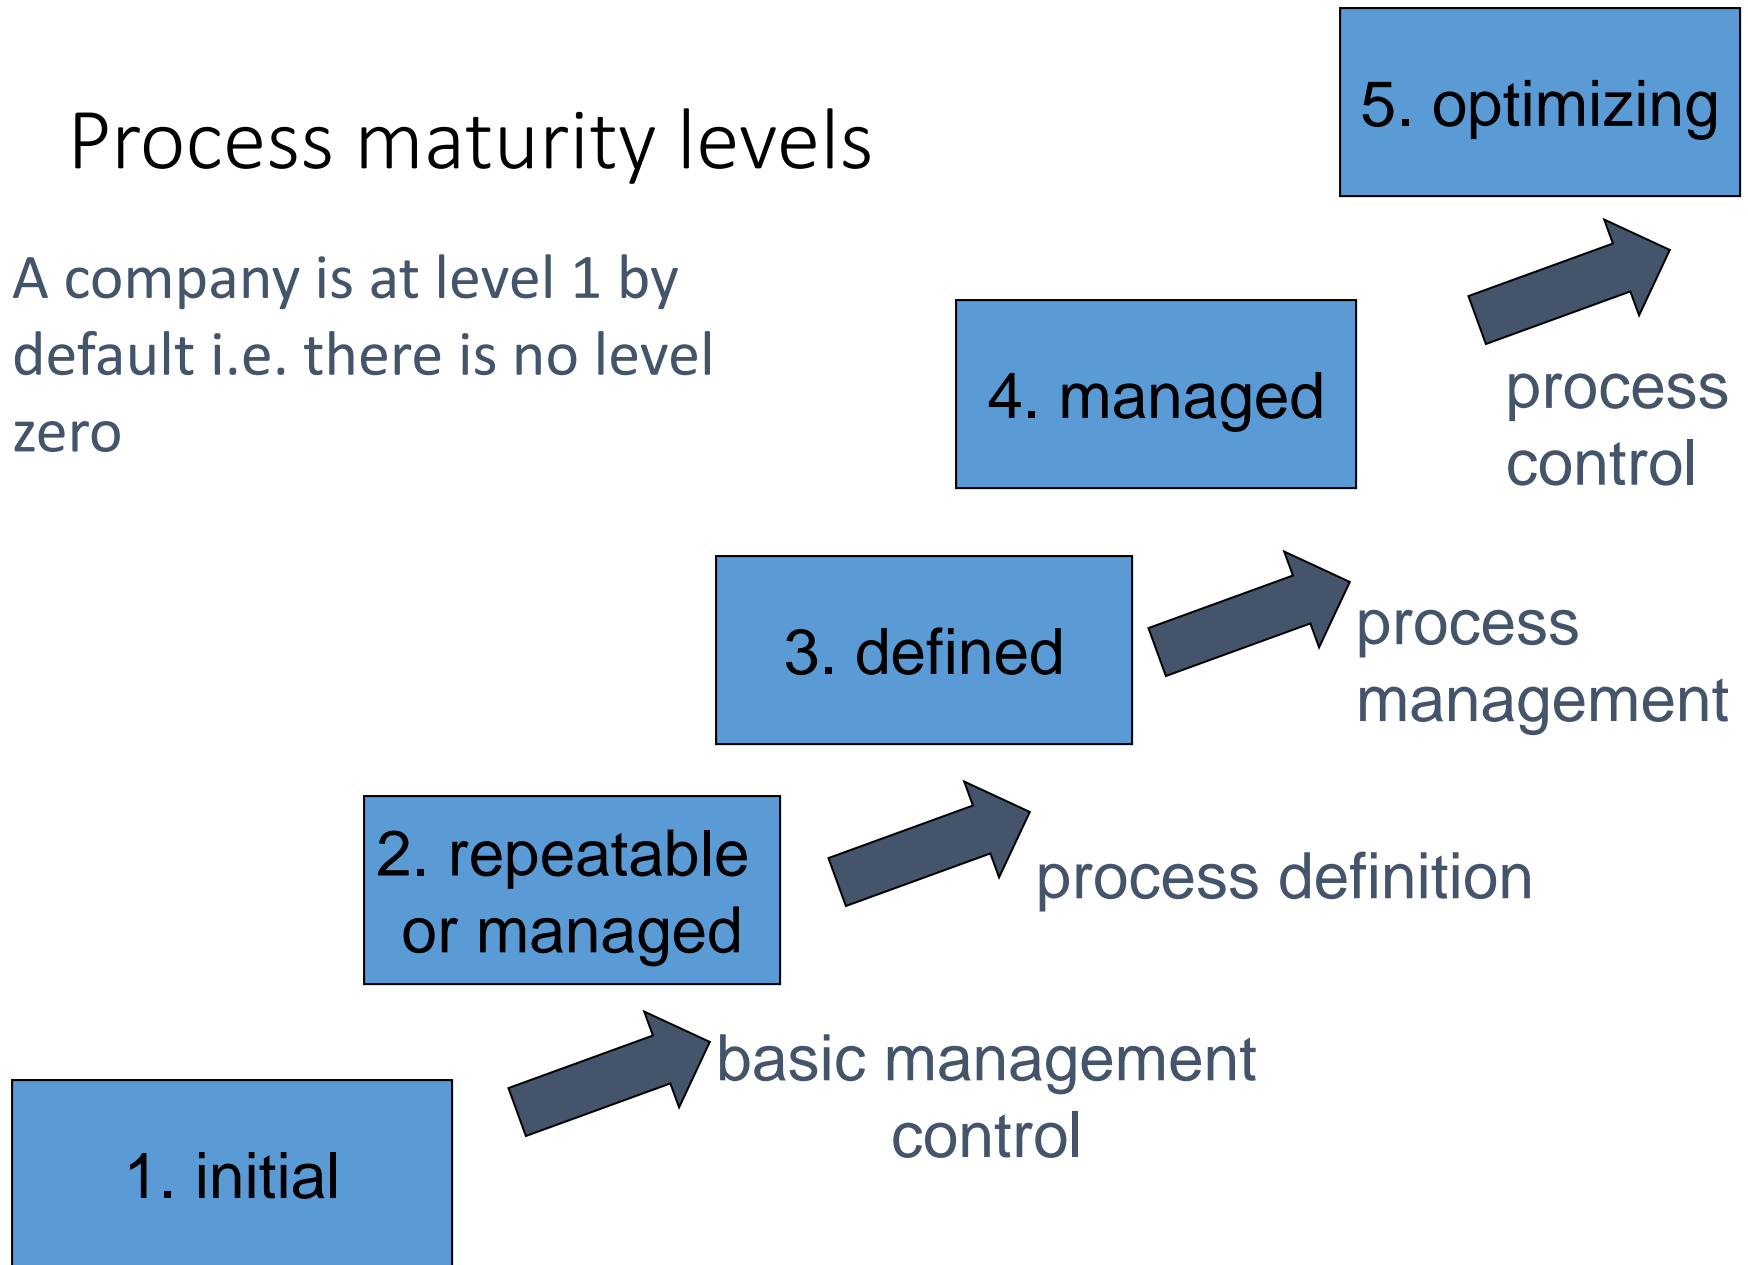 Process maturity levels
A company is at level 1 by
default i.e. there is no level
zero
5. optimizing
process
control
4. managed
process
management
3. defined
process definition
2. repeatable
or managed
basic management
control
1. initial